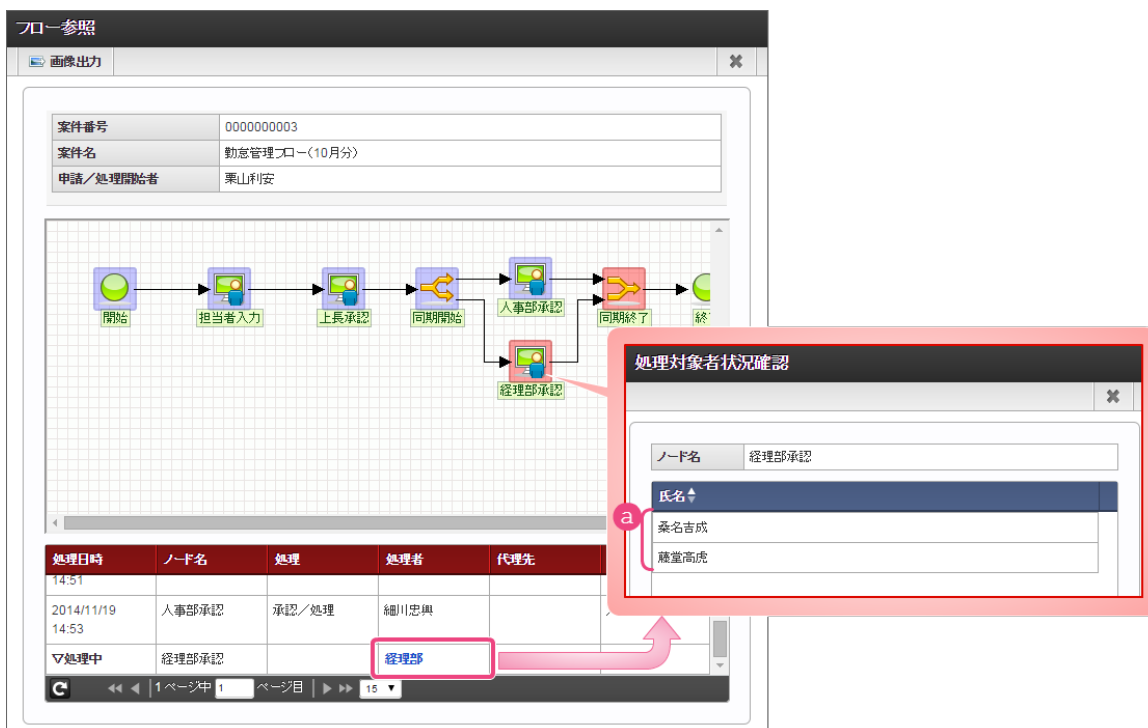 フロー参照
画像出力
案件番号 0000000003
案件名 勤怠管理フロー(10月分)
申請/処理開始者 栗山利安
開始 担当者入力 上長承認 同期開始 人事部承認 同期終了
経理部承認
処理対象者状況確認
ノード名 経理部承認
氏名
a
桑名吉成
藤堂高虎
処理日時 ノード名 処理 処理者 代理先
14:51
2014/11/19 人事部承認 承認/処理 細川忠興
14:53
▽処理中 経理部承認 経理部
1 ページ中 1 ページ目 15